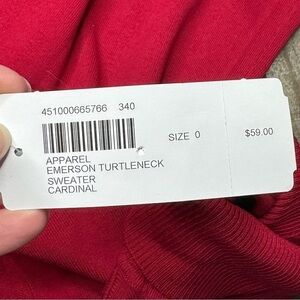 451000665766 340
SIZE 0
$59.00
APPAREL
EMERSON TURTLENECK
SWEATER
CARDINAL